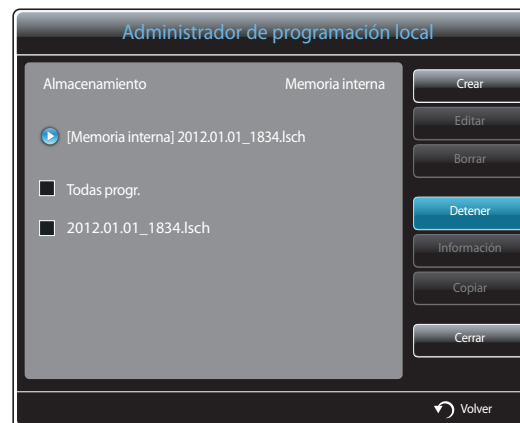 Administrador de programación local
Almacenamiento Memoria interna
[Memoria interna] 2012.01.01_1834.lsch
Todas progr.
2012.01.01_1834.lsch
Crear
Editar
Borrar
Detener
Información
Copiar
Cerrar
Volver